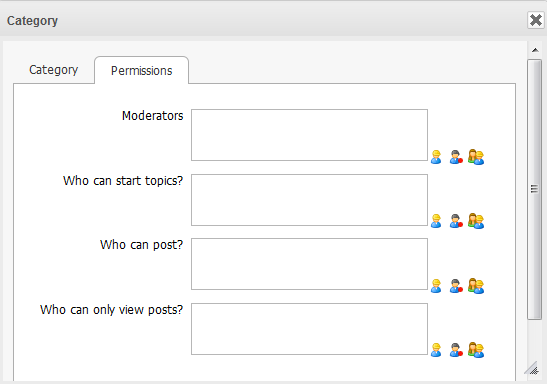 Category
Category
Permissions
Moderators
Who can start topics?
Who can post?
Who can only view posts?